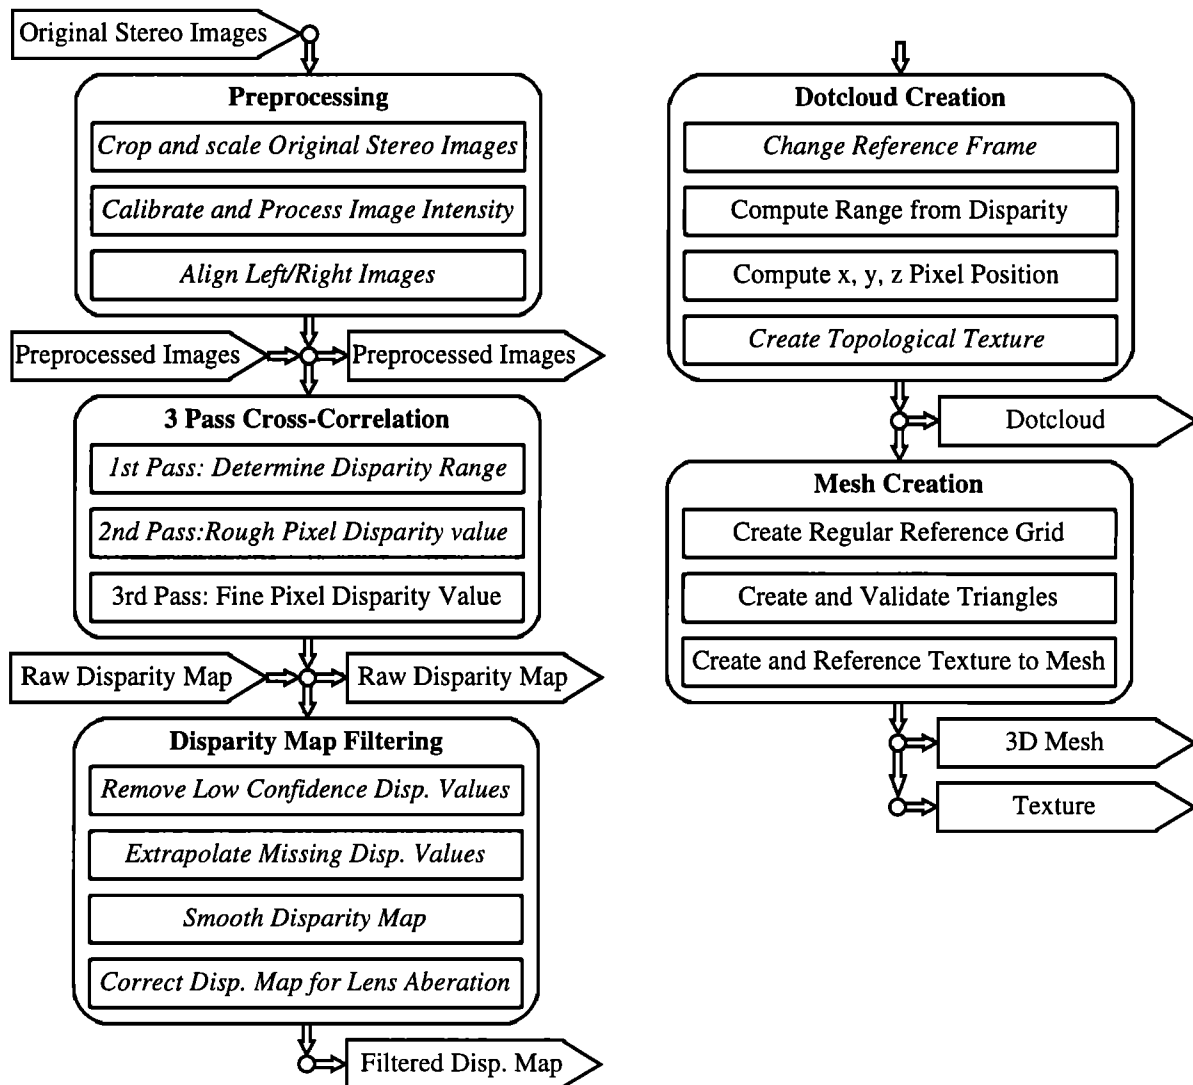 Original Stereo Images
Preprocessing
Crop and scale Original Stereo Images
Calibrate and Process Image Intensity
Align Left/Right Images
Preprocessed Images
Preprocessed Images
3 Pass Cross-Correlation
1st Pass: Determine Disparity Range
2nd Pass:Rough Pixel Disparity value
3rd Pass: Fine Pixel Disparity Value
Raw Disparity Map
Raw Disparity Map
Disparity Map Filtering
Remove Low Confidence Disp. Values
Extrapolate Missing Disp. Values
Smooth Disparity Map
Correct Disp. Map for Lens Aberation
Filtered Disp. Map
Dotcloud Creation
Change Reference Frame
Compute Range from Disparity
Compute x, y, z Pixel Position
Create Topological Texture
Dotcloud
Mesh Creation
Create Regular Reference Grid
Create and Validate Triangles
Create and Reference Texture to Mesh
3D Mesh
Texture